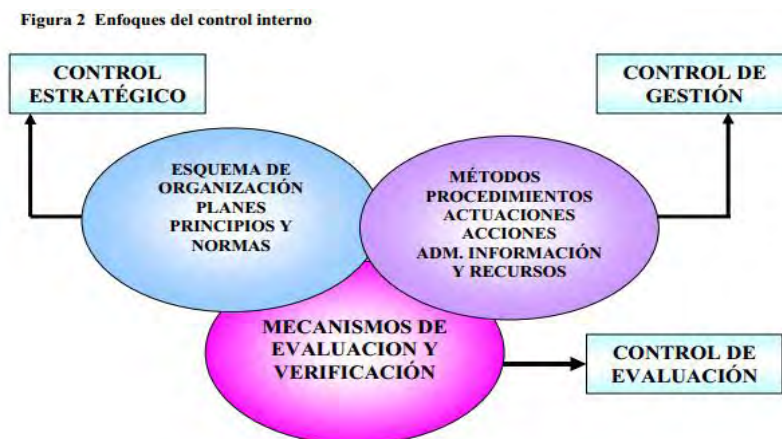 Figura 2 Enfoques del control interno
CONTROL
ESTRATÉGICO
CONTROL DE
GESTIÓN
ESQUEMA DE
ORGANIZACIÓN
PLANES
PRINCIPIOS Y
NORMAS
MÉTODOS
PROCEDIMIENTOS
ACTUACIONES
ACCIONES
ADM. INFORMACIÓN
Y RECURSOS
MECANISMOS DE
EVALUACION Y
VERIFICACIÓN
CONTROL DE
EVALUACIÓN